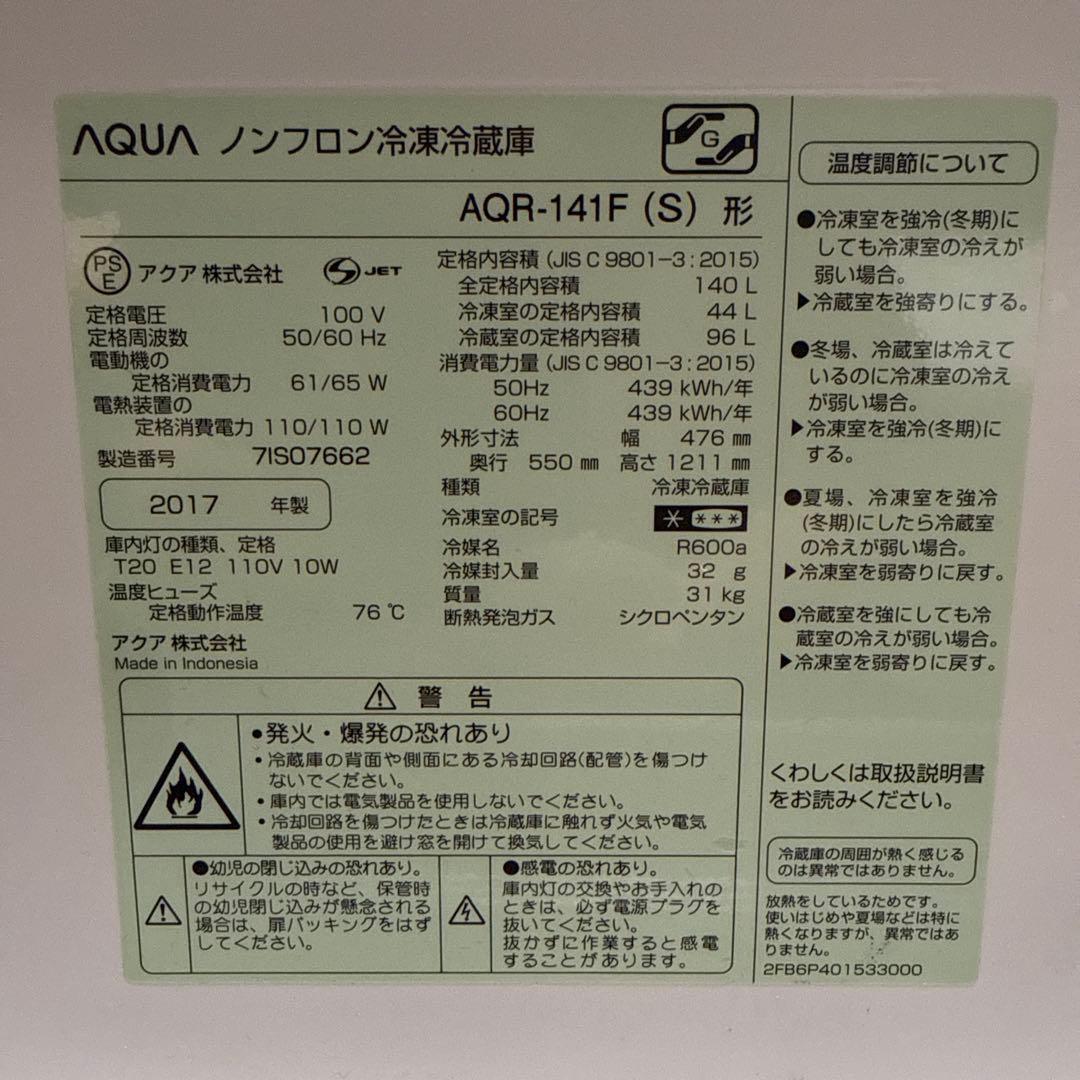 AQUA ノンフロン冷凍冷蔵庫
G
AQR-141F (S) 形
PS
E
アクア 株式会社
S JET
定格電圧 100 V
定格周波数 50/60 Hz
電動機の
定格消費電力 61/65 W
電熱装置の
定格消費電力 110/110 W
製造番号 7IS07662
2017 年製
庫内灯の種類、定格
T20 E12 110V 10W
温度ヒューズ
定格動作温度 76 ℃
アクア 株式会社
Made in Indonesia
定格内容積 (JIS C 9801-3 : 2015)
全定格内容積 140 L
冷凍室の定格内容積 44 L
冷蔵室の定格内容積 96 L
消費電力量 (JIS C 9801-3 : 2015)
50Hz 439 kWh/年
60Hz 439 kWh/年
外形寸法 幅 476 ㎜
奥行 550 ㎜ 高さ 1211 ㎜
種類 冷凍冷蔵庫
冷凍室の記号 * ***
冷媒名 R600a
冷媒封入量 32 g
質量 31 kg
断熱発泡ガス シクロペンタン
⚠ 警 告
●発火・爆発の恐れあり
・冷蔵庫の背面や側面にある冷却回路(配管)を傷つけ
ないでください。
・庫内では電気製品を使用しないでください。
・冷却回路を傷つけたときは冷蔵庫に触れず火気や電気
製品の使用を避け窓を開けて換気してください。
●幼児の閉じ込みの恐れあり。
リサイクルの時など、保管時
の幼児閉じ込みが懸念される
場合は、扉パッキングをはず
してください。
●感電の恐れあり。
庫内灯の交換やお手入れの
ときは、必ず電源プラグを
抜いてください。
抜かずに作業すると感電
することがあります。
温度調節について
●冷凍室を強冷(冬期)に
しても冷凍室の冷えが
弱い場合。
▶冷蔵室を強寄りにする。
●冬場、冷蔵室は冷えて
いるのに冷凍室の冷え
が弱い場合。
▶冷凍室を強冷(冬期)に
する。
●夏場、冷凍室を強冷
(冬期)にしたら冷蔵室
の冷えが弱い場合。
▶冷凍室を弱寄りに戻す。
●冷蔵室を強にしても冷
蔵室の冷えが弱い場合。
▶冷凍室を弱寄りに戻す。
くわしくは取扱説明書
をお読みください。
冷蔵庫の周囲が熱く感じる
のは異常ではありません。
放熱をしているためです。
使いはじめや夏場などは特に
熱くなりますが、異常ではあ
りません。
2FB6P401533000